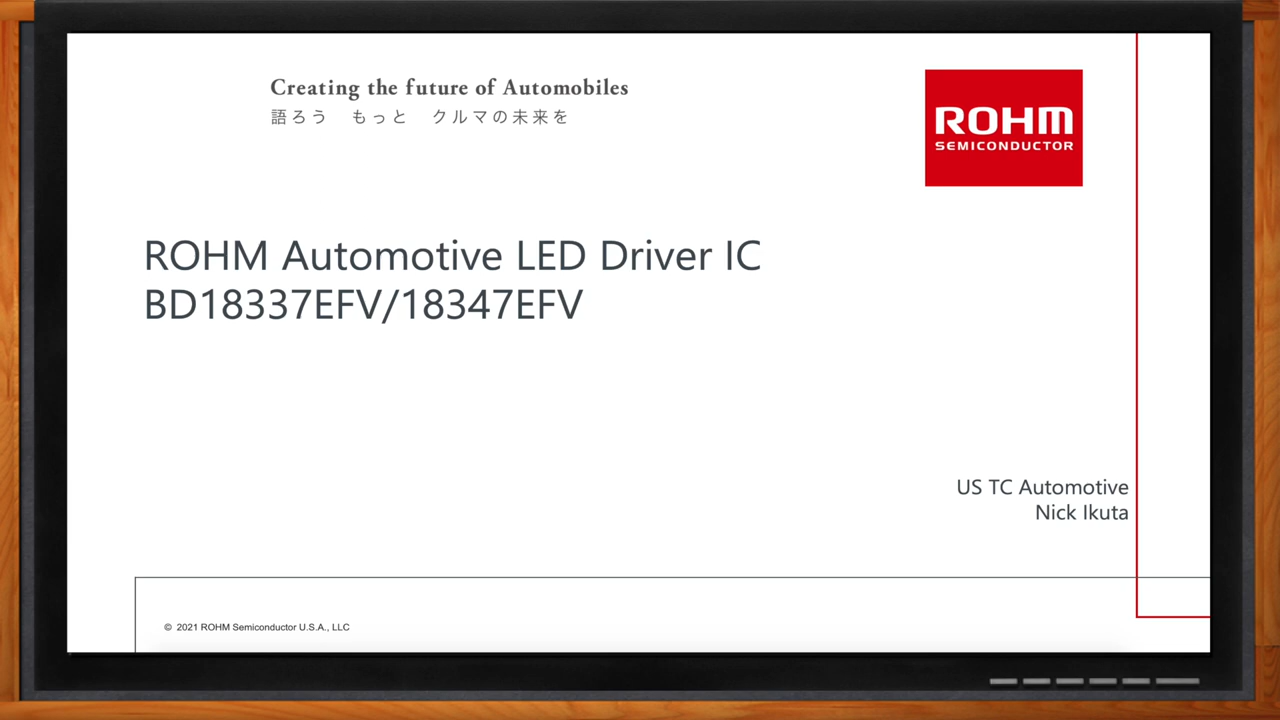 Creating the future of Automobiles
語ろう　もっと　クルマの未来を
ROHM
SEMICONDUCTOR
ROHM Automotive LED Driver IC
BD18337EFV/18347EFV
US TC Automotive
Nick Ikuta
© 2021 ROHM Semiconductor U.S.A., LLC